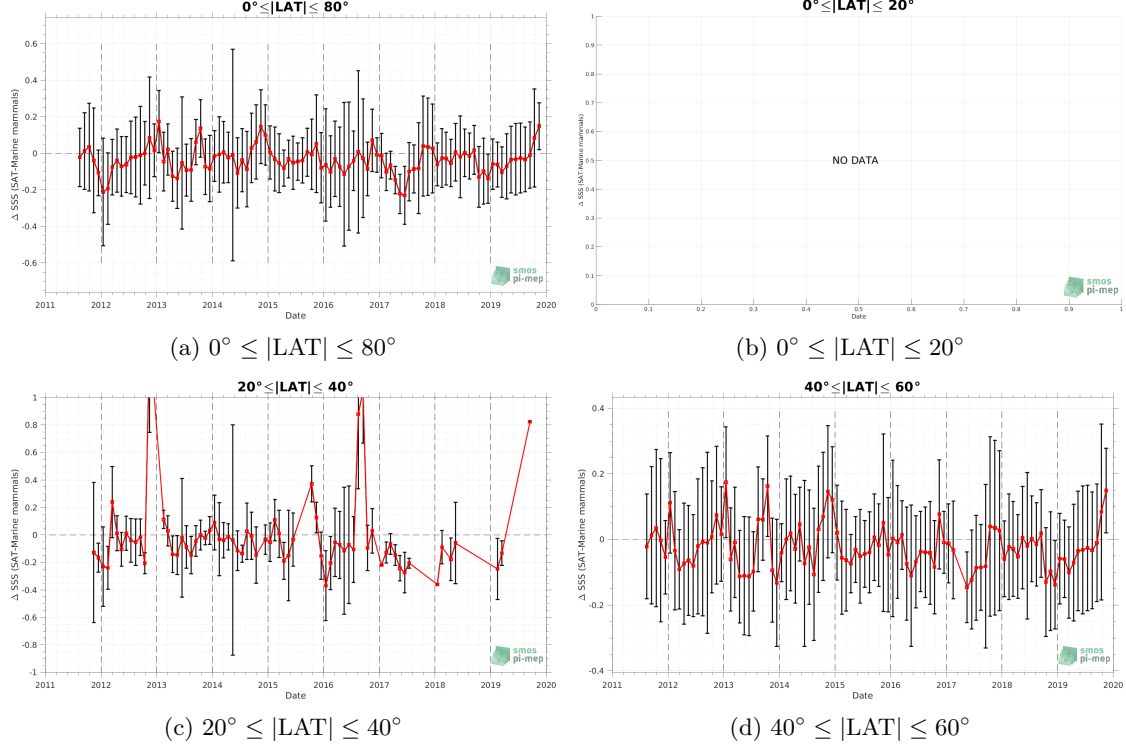 0°≤|LAT|≤ 80°
Δ SSS (SAT-Marine mammals)
0.6
0.4
0.2
0
-0.2
-0.4
-0.6
2011 2012 2013 2014 2015 2016 2017 2018 2019 2020
Date
smos
pi-mep
(a) 0° ≤ |LAT| ≤ 80°
0°≤|LAT|≤ 20°
Δ SSS (SAT-Marine mammals)
1
0.9
0.8
0.7
0.6
0.5
0.4
0.3
0.2
0.1
0
NO DATA
0 0.1 0.2 0.3 0.4 0.5 0.6 0.7 0.8 0.9 1
Date
smos
pi-mep
(b) 0° ≤ |LAT| ≤ 20°
20°≤|LAT|≤ 40°
Δ SSS (SAT-Marine mammals)
1
0.8
0.6
0.4
0.2
0
-0.2
-0.4
-0.6
-0.8
-1
2011 2012 2013 2014 2015 2016 2017 2018 2019 2020
Date
smos
pi-mep
(c) 20° ≤ |LAT| ≤ 40°
40°≤|LAT|≤ 60°
Δ SSS (SAT-Marine mammals)
0.4
0.2
0
-0.2
-0.4
2011 2012 2013 2014 2015 2016 2017 2018 2019 2020
Date
smos
pi-mep
(d) 40° ≤ |LAT| ≤ 60°